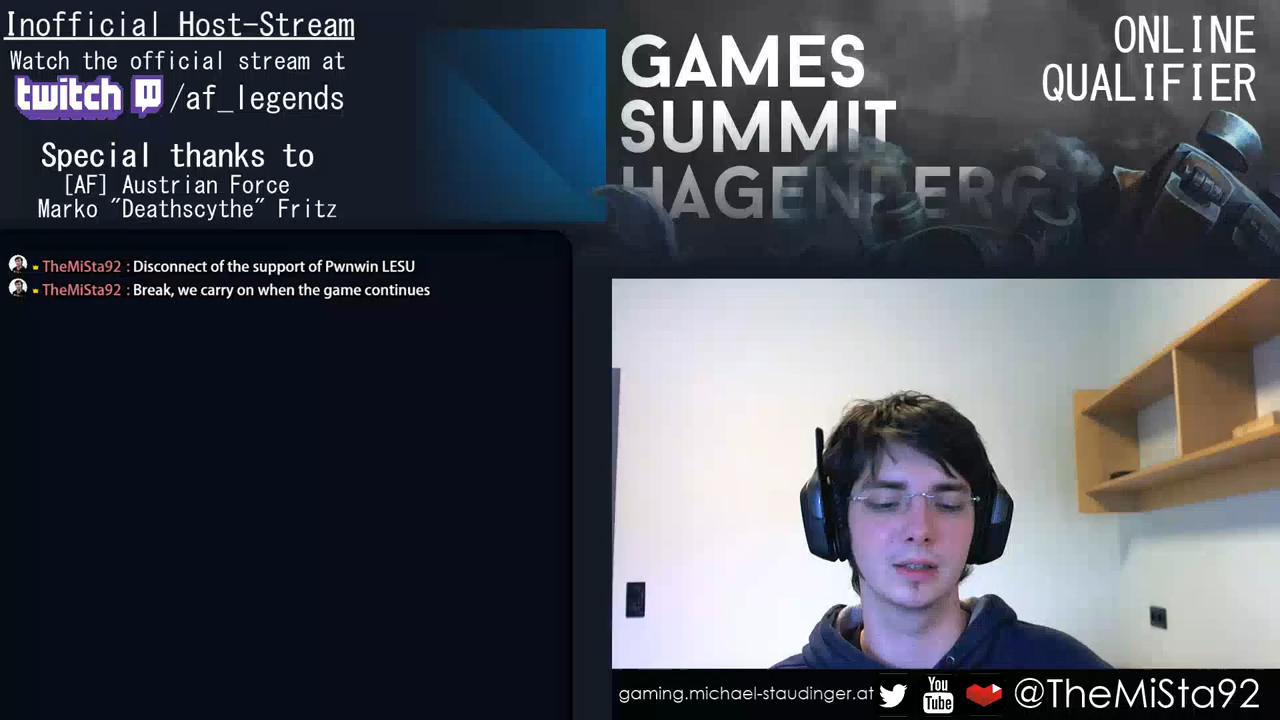 Inofficial Host-Stream
Watch the official stream at
twitch /af_legends
Special thanks to
[AF] Austrian Force
Marko "Deathscythe" Fritz
GAMES
SUMMIT
HAGENBERG
ONLINE
QUALIFIER
TheMiSta92 : Disconnect of the support of Pwnwin LESU
TheMiSta92 : Break, we carry on when the game continues
gaming.michael-staudinger.at You Tube @TheMiSta92